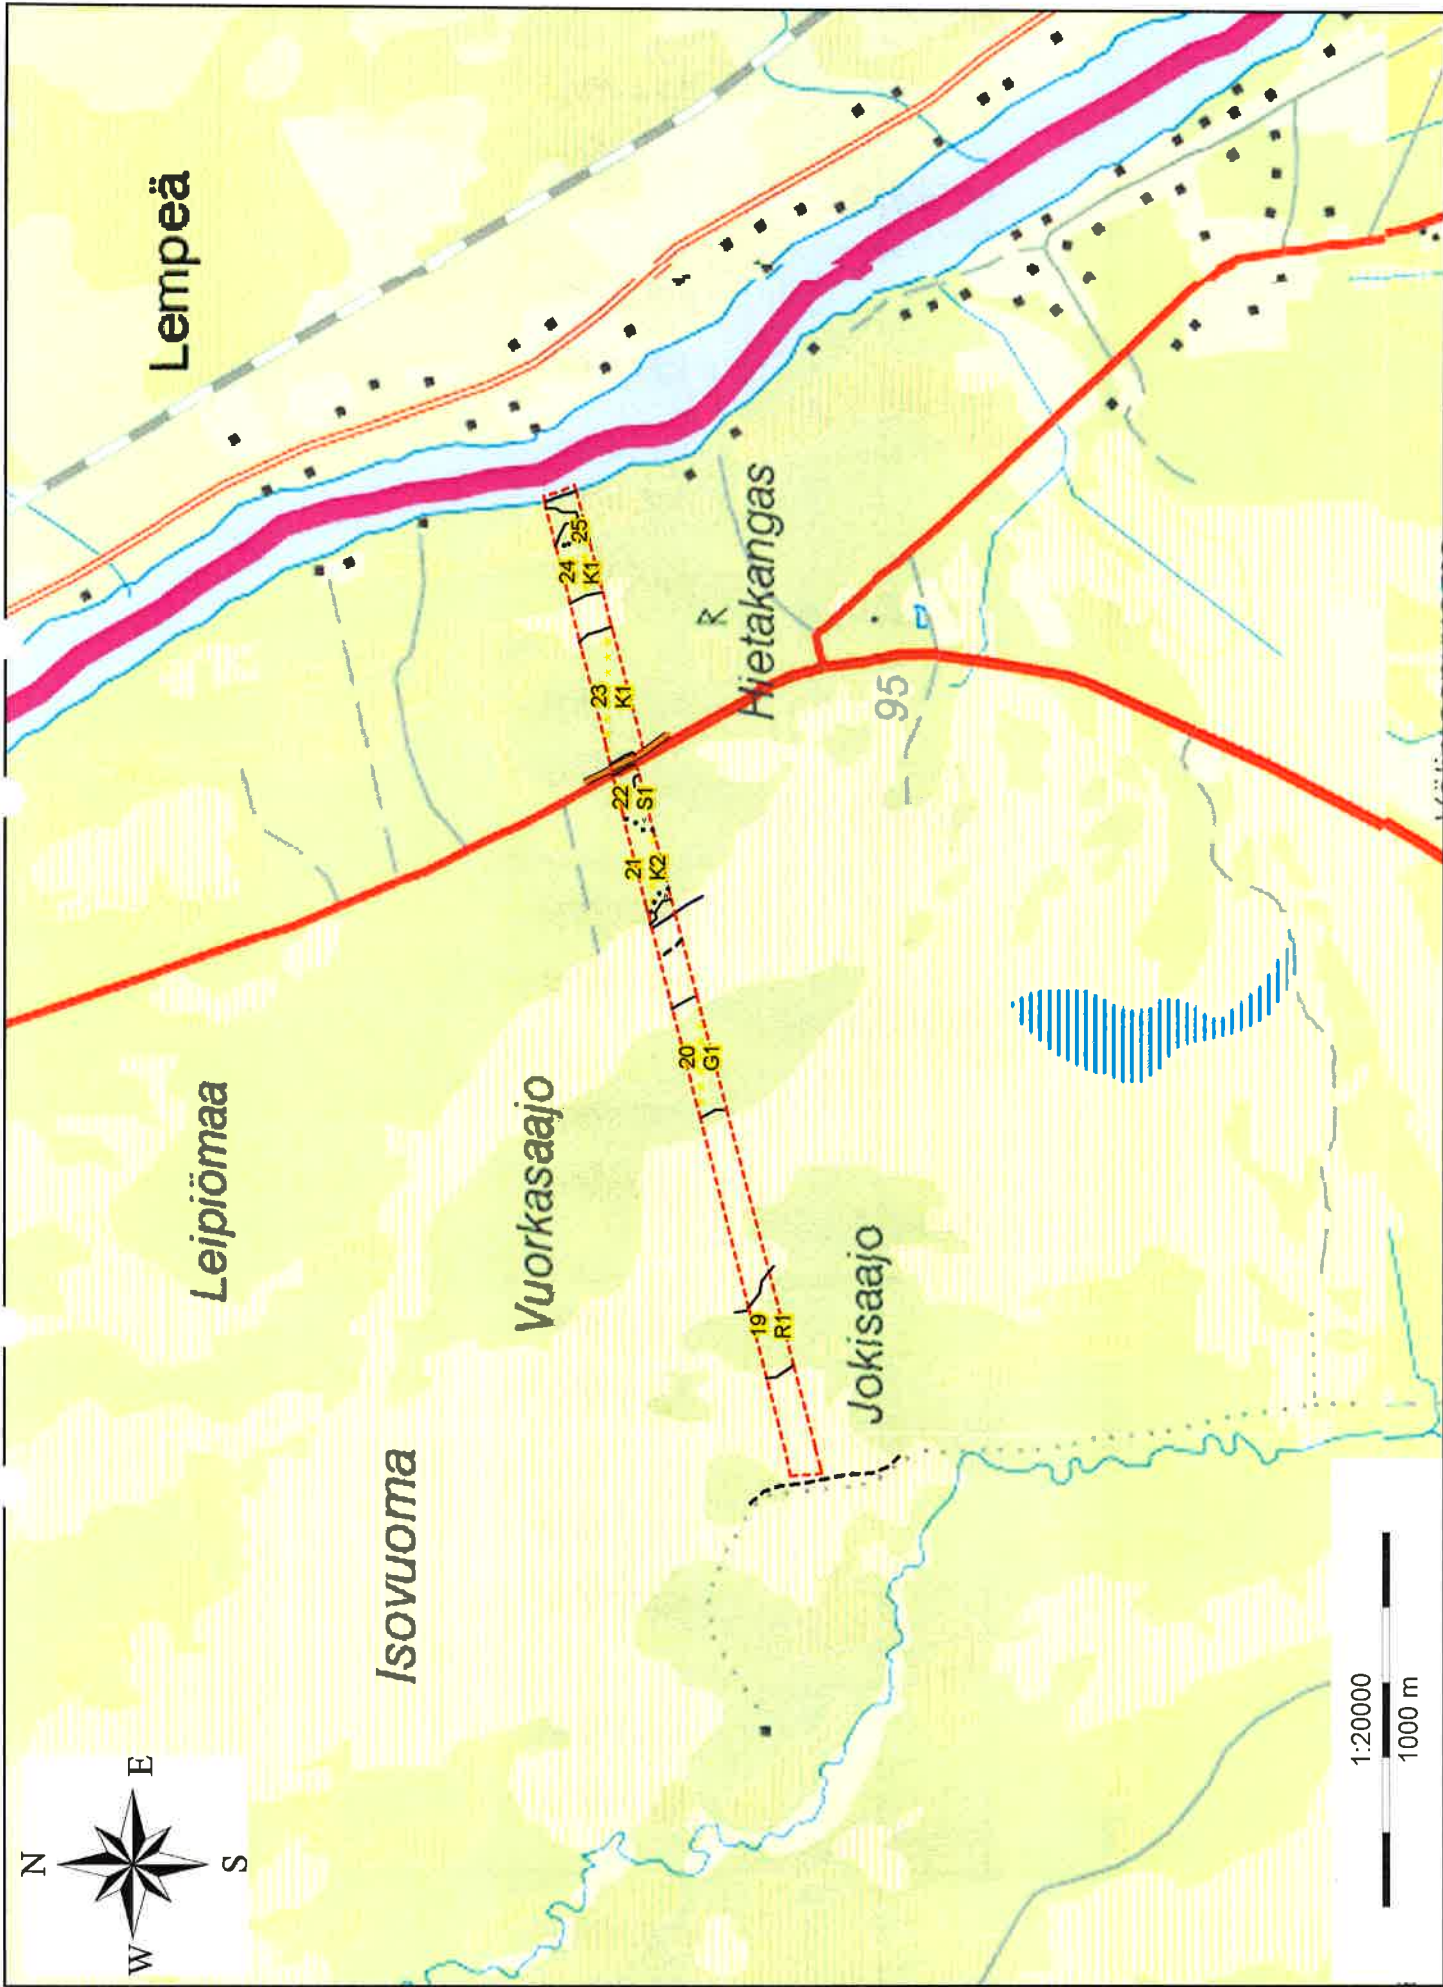 N
W
E
S
Lempeä
Leipiömaa
Isovuoma
Vuorkasaajo
Jokisaajo
Hietakangas
R
95
19
R1
20
G1
21
K2
22
S1
23
K1
24
K1
25
1:20000
1000 m